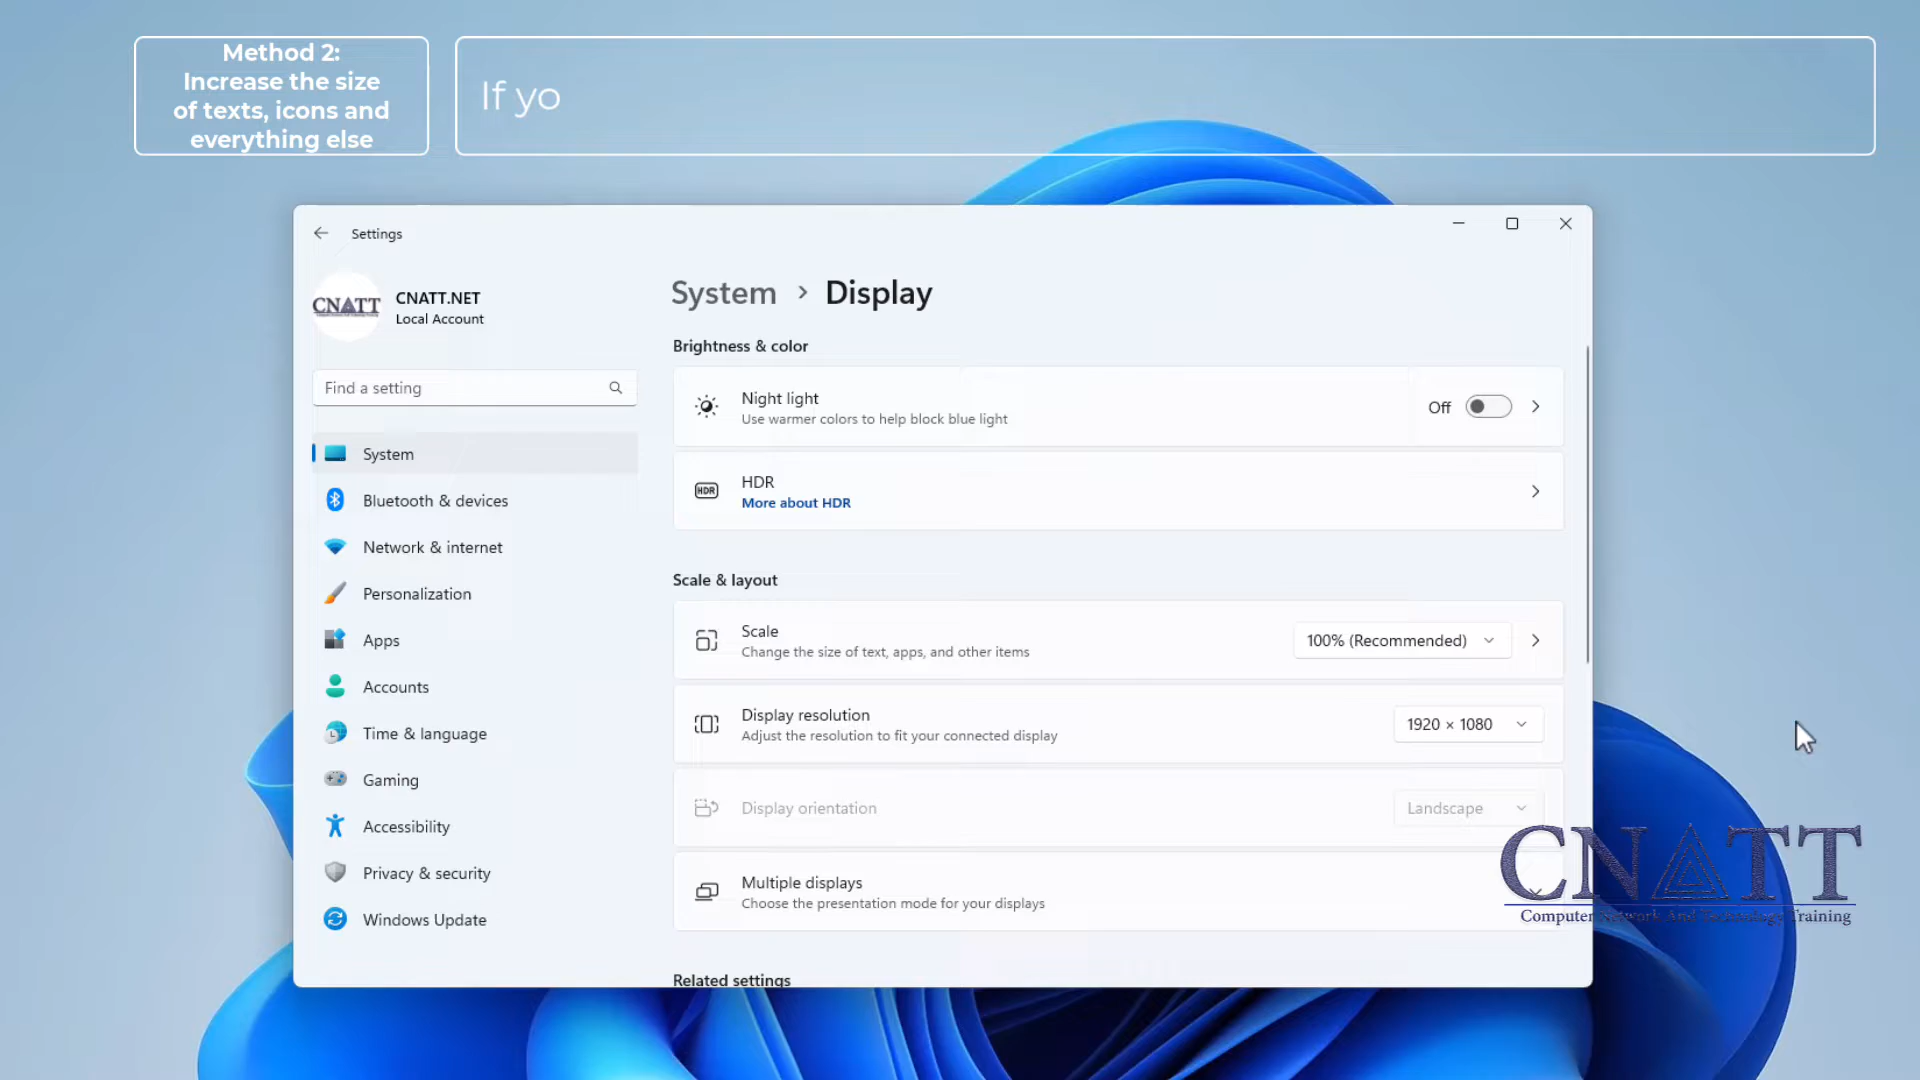 Method 2:
Increase the size
of texts, icons and
everything else
If yo
Settings
CNATT
CNATT.NET
Local Account
Find a setting
System
Bluetooth & devices
Network & internet
Personalization
Apps
Accounts
Time & language
Gaming
Accessibility
Privacy & security
Windows Update
System > Display
Brightness & color
Night light
Use warmer colors to help block blue light
Off
HDR
HDR
More about HDR
Scale & layout
Scale
Change the size of text, apps, and other items
100% (Recommended)
Display resolution
Adjust the resolution to fit your connected display
1920 × 1080
Display orientation
Landscape
Multiple displays
Choose the presentation mode for your displays
Related settings
CNATT
Computer Network And Technology Training